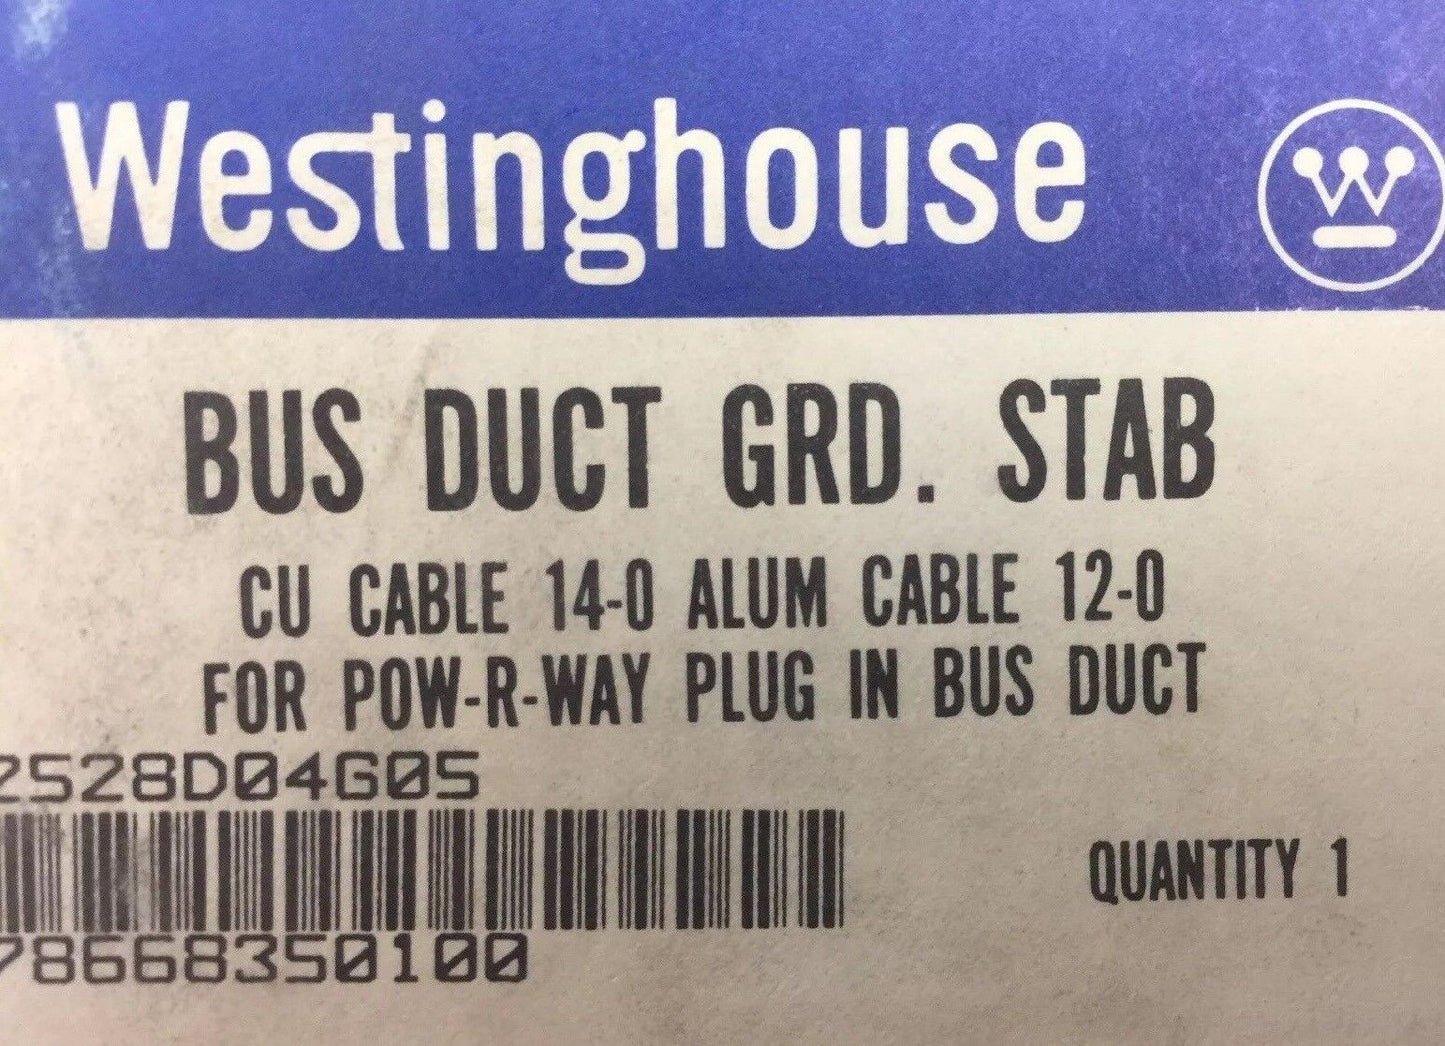 Westinghouse
BUS DUCT GRD. STAB
CU CABLE 14-0 ALUM CABLE 12-0
FOR POW-R-WAY PLUG IN BUS DUCT
2528D04G05
QUANTITY 1
78668350100